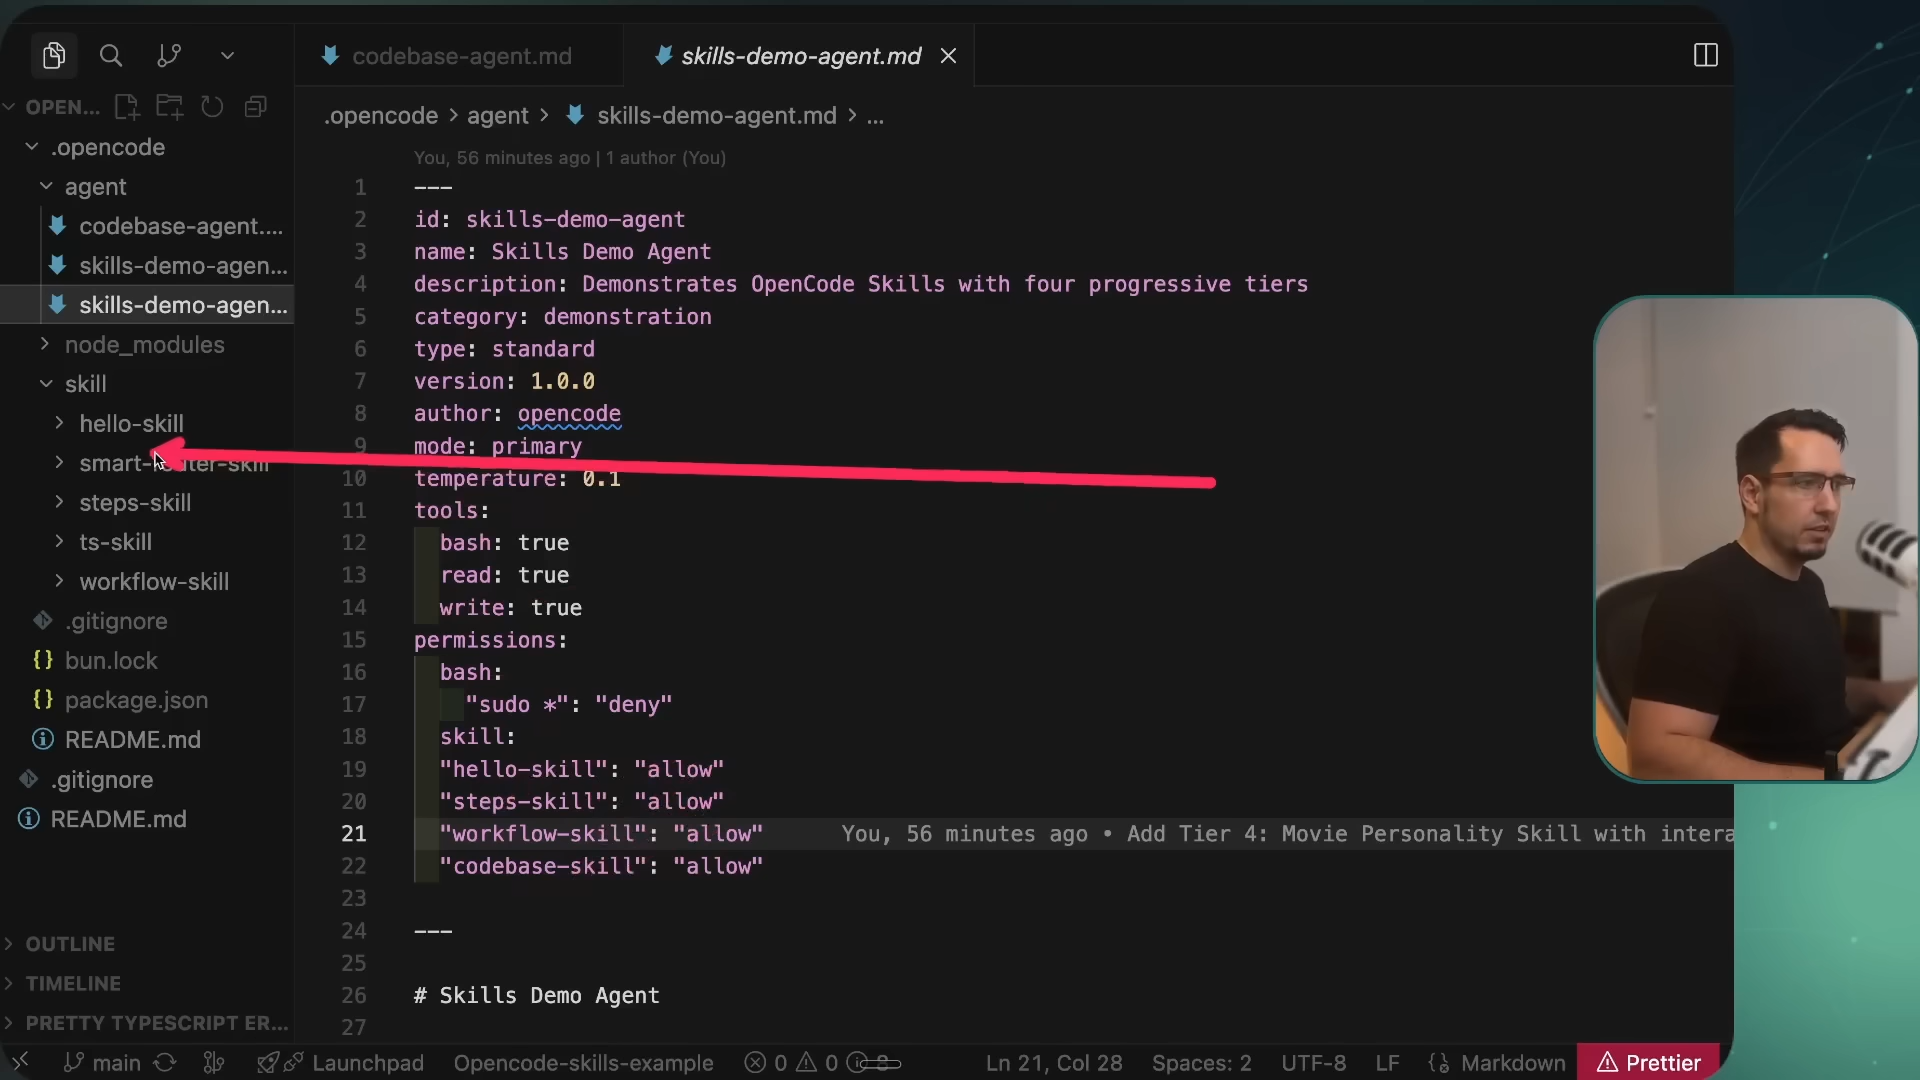 codebase-agent.md
skills-demo-agent.md
OPEN...
.opencode > agent > skills-demo-agent.md > ...
.opencode
agent
codebase-agent....
skills-demo-agen...
skills-demo-agen...
node_modules
skill
hello-skill
steps-skill
ts-skill
workflow-skill
.gitignore
bun.lock
package.json
README.md
.gitignore
README.md
OUTLINE
TIMELINE
PRETTY TYPESCRIPT ER...
You, 56 minutes ago | 1 author (You)
1 ---
2 id: skills-demo-agent
3 name: Skills Demo Agent
4 description: Demonstrates OpenCode Skills with four progressive tiers
5 category: demonstration
6 type: standard
7 version: 1.0.0
8 author: opencode
9 mode: primary
10 temperature: 0.1
11 tools:
12 bash: true
13 read: true
14 write: true
15 permissions:
16 bash:
17 "sudo *": "deny"
18 skill:
19 "hello-skill": "allow"
20 "steps-skill": "allow"
21 "workflow-skill": "allow" You, 56 minutes ago • Add Tier 4: Movie Personality Skill with intera
22 "codebase-skill": "allow"
23
24 ---
25
26 # Skills Demo Agent
27
main Launchpad Opencode-skills-example 0 0 Ln 21, Col 28 Spaces: 2 UTF-8 LF {} Markdown Prettier